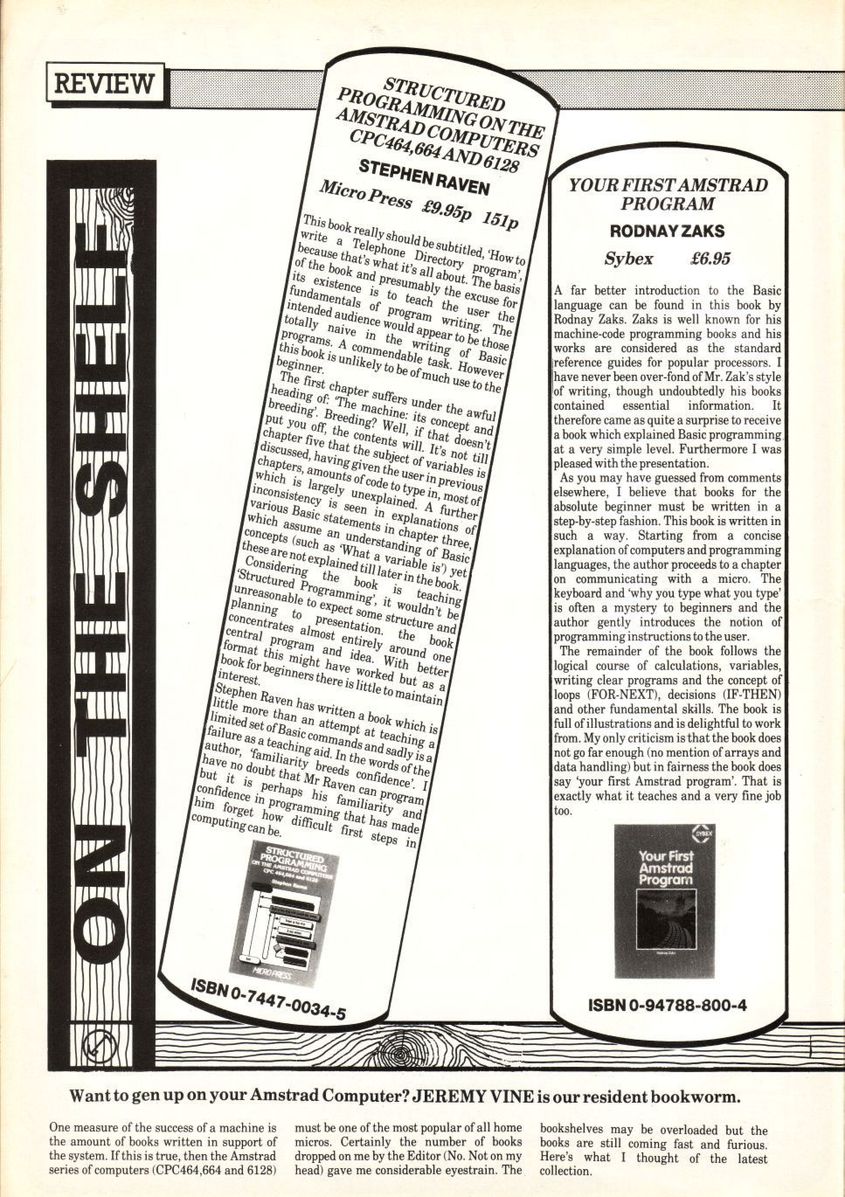 REVIEW
ON THE SHELF
STRUCTURED
PROGRAMMING ON THE
AMSTRAD COMPUTERS
CPC464,664 AND 6128
STEPHEN RAVEN
Micro Press £9.95p 151p
This book really should be subtitled, 'How to
write a Telephone Directory program',
because that's what it's all about. The basis
of the book and presumably the excuse for
its existence is to teach the user the
fundamentals of program writing. The
intended audience would appear to be those
totally naive in the writing of Basic
programs. A commendable task. However
this book is unlikely to be of much use to the
beginner.
The first chapter suffers under the awful
heading of: 'The machine: its concept and
breeding'. Breeding? Well, if that doesn't
put you off, the contents will. It's not till
chapter five that the subject of variables is
discussed, having given the user in previous
chapters, amounts of code to type in, most of
which is largely unexplained. A further
inconsistency is seen in explanations of
various Basic statements in chapter three,
which assume an understanding of Basic
concepts (such as 'What a variable is') yet
these are not explained till later in the book.
Considering the book is teaching
'Structured Programming', it wouldn't be
unreasonable to expect some structure and
planning to presentation. the book
concentrates almost entirely around one
central program and idea. With better
format this might have worked but as a
book for beginners there is little to maintain
interest.
Stephen Raven has written a book which is
little more than an attempt at teaching a
limited set of Basic commands and sadly is a
failure as a teaching aid. In the words of the
author, 'familiarity breeds confidence'. I
have no doubt that Mr Raven can program
but it is perhaps his familiarity and
confidence in programming that has made
him forget how difficult first steps in
computing can be.
STRUCTURED
PROGRAMMING
ON THE AMSTRAD COMPUTERS
CPC 464,664 and 6128
Stephen Raven
MICRO PRESS
ISBN 0-7447-0034-5
YOUR FIRST AMSTRAD
PROGRAM
RODNAY ZAKS
Sybex £6.95
A far better introduction to the Basic
language can be found in this book by
Rodnay Zaks. Zaks is well known for his
machine-code programming books and his
works are considered as the standard
reference guides for popular processors. I
have never been over-fond of Mr. Zak's style
of writing, though undoubtedly his books
contained essential information. It
therefore came as quite a surprise to receive
a book which explained Basic programming
at a very simple level. Furthermore I was
pleased with the presentation.
As you may have guessed from comments
elsewhere, I believe that books for the
absolute beginner must be written in a
step-by-step fashion. This book is written in
such a way. Starting from a concise
explanation of computers and programming
languages, the author proceeds to a chapter
on communicating with a micro. The
keyboard and 'why you type what you type'
is often a mystery to beginners and the
author gently introduces the notion of
programming instructions to the user.
The remainder of the book follows the
logical course of calculations, variables,
writing clear programs and the concept of
loops (FOR-NEXT), decisions (IF-THEN)
and other fundamental skills. The book is
full of illustrations and is delightful to work
from. My only criticism is that the book does
not go far enough (no mention of arrays and
data handling) but in fairness the book does
say 'your first Amstrad program'. That is
exactly what it teaches and a very fine job
too.
SYBEX
Your First
Amstrad
Program
Rodnay Zaks
ISBN 0-94788-800-4
Want to gen up on your Amstrad Computer? JEREMY VINE is our resident bookworm.
One measure of the success of a machine is
the amount of books written in support of
the system. If this is true, then the Amstrad
series of computers (CPC464,664 and 6128)
must be one of the most popular of all home
micros. Certainly the number of books
dropped on me by the Editor (No. Not on my
head) gave me considerable eyestrain. The
bookshelves may be overloaded but the
books are still coming fast and furious.
Here's what I thought of the latest
collection.